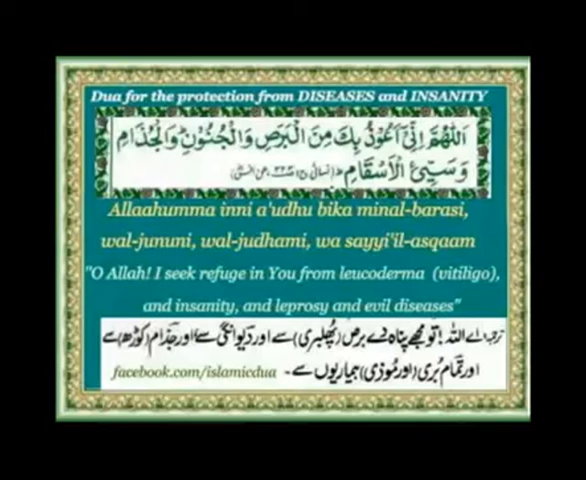 Dua for the protection from DISEASES and INSANITY
اَللّٰهُمَّ اِنِّیْ اَعُوْذُ بِكَ مِنَ الْبَرَصِ وَالْجُنُوْنِ وَالْجُذَامِ
وَسَيِّئِ الْاَسْقَامِ
Allaahumma inni a'udhu bika minal-barasi,
wal-jununi, wal-judhami, wa sayyi'il-asqaam
"O Allah! I seek refuge in You from leucoderma (vitiligo),
and insanity, and leprosy and evil diseases"
ترجمہ: اے اللہ! تو مجھے پناہ دے برص (پُھلبہری) سے اور دیوانگی سے اور جذام (کوڑھ) سے
اور تمام بُری (اور مُوذی) بیماریوں سے -
facebook.com/islamicdua